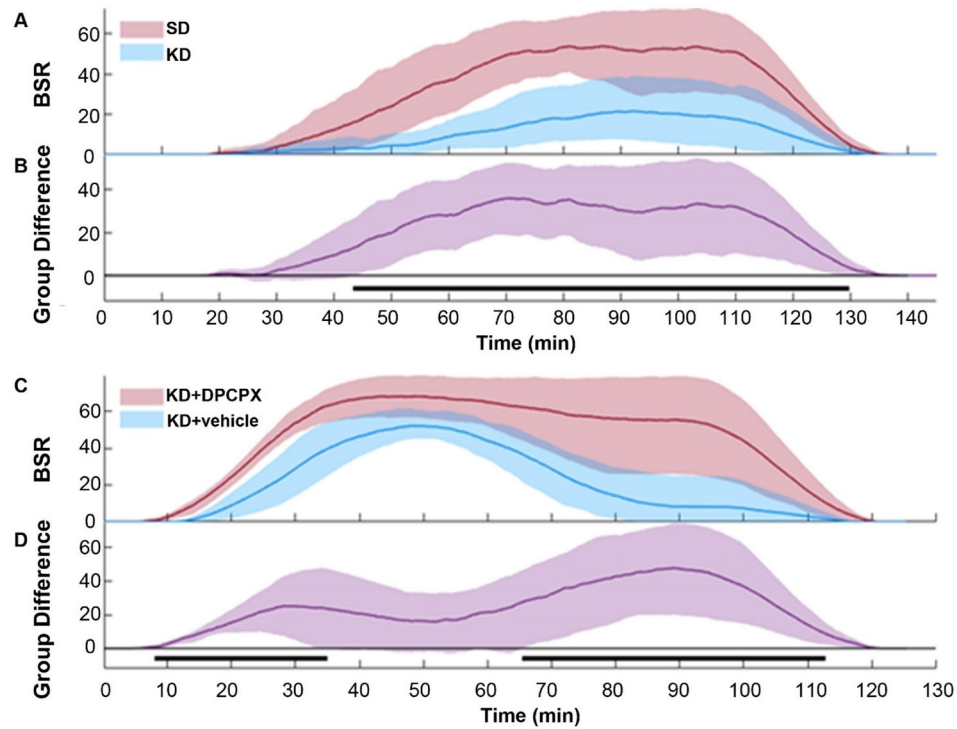 A
SD
KD
BSR
60
40
20
0
B
Group Difference
40
20
0
0 10 20 30 40 50 60 70 80 90 100 110 120 130 140
Time (min)
C
KD+DPCPX
KD+vehicle
BSR
60
40
20
0
D
Group Difference
60
40
20
0
0 10 20 30 40 50 60 70 80 90 100 110 120 130
Time (min)